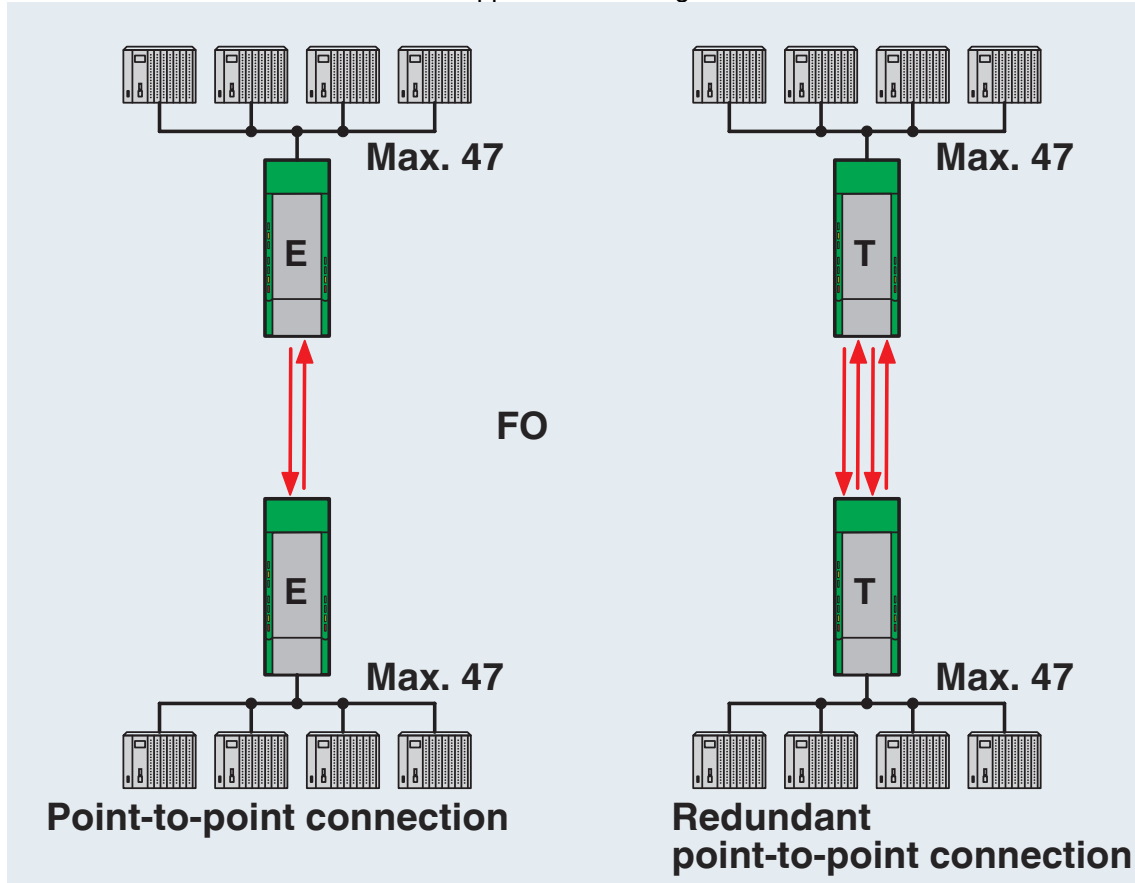 Max. 47
Max. 47
E
T
FO
E
T
Max. 47
Max. 47
Point-to-point connection
Redundant
point-to-point connection